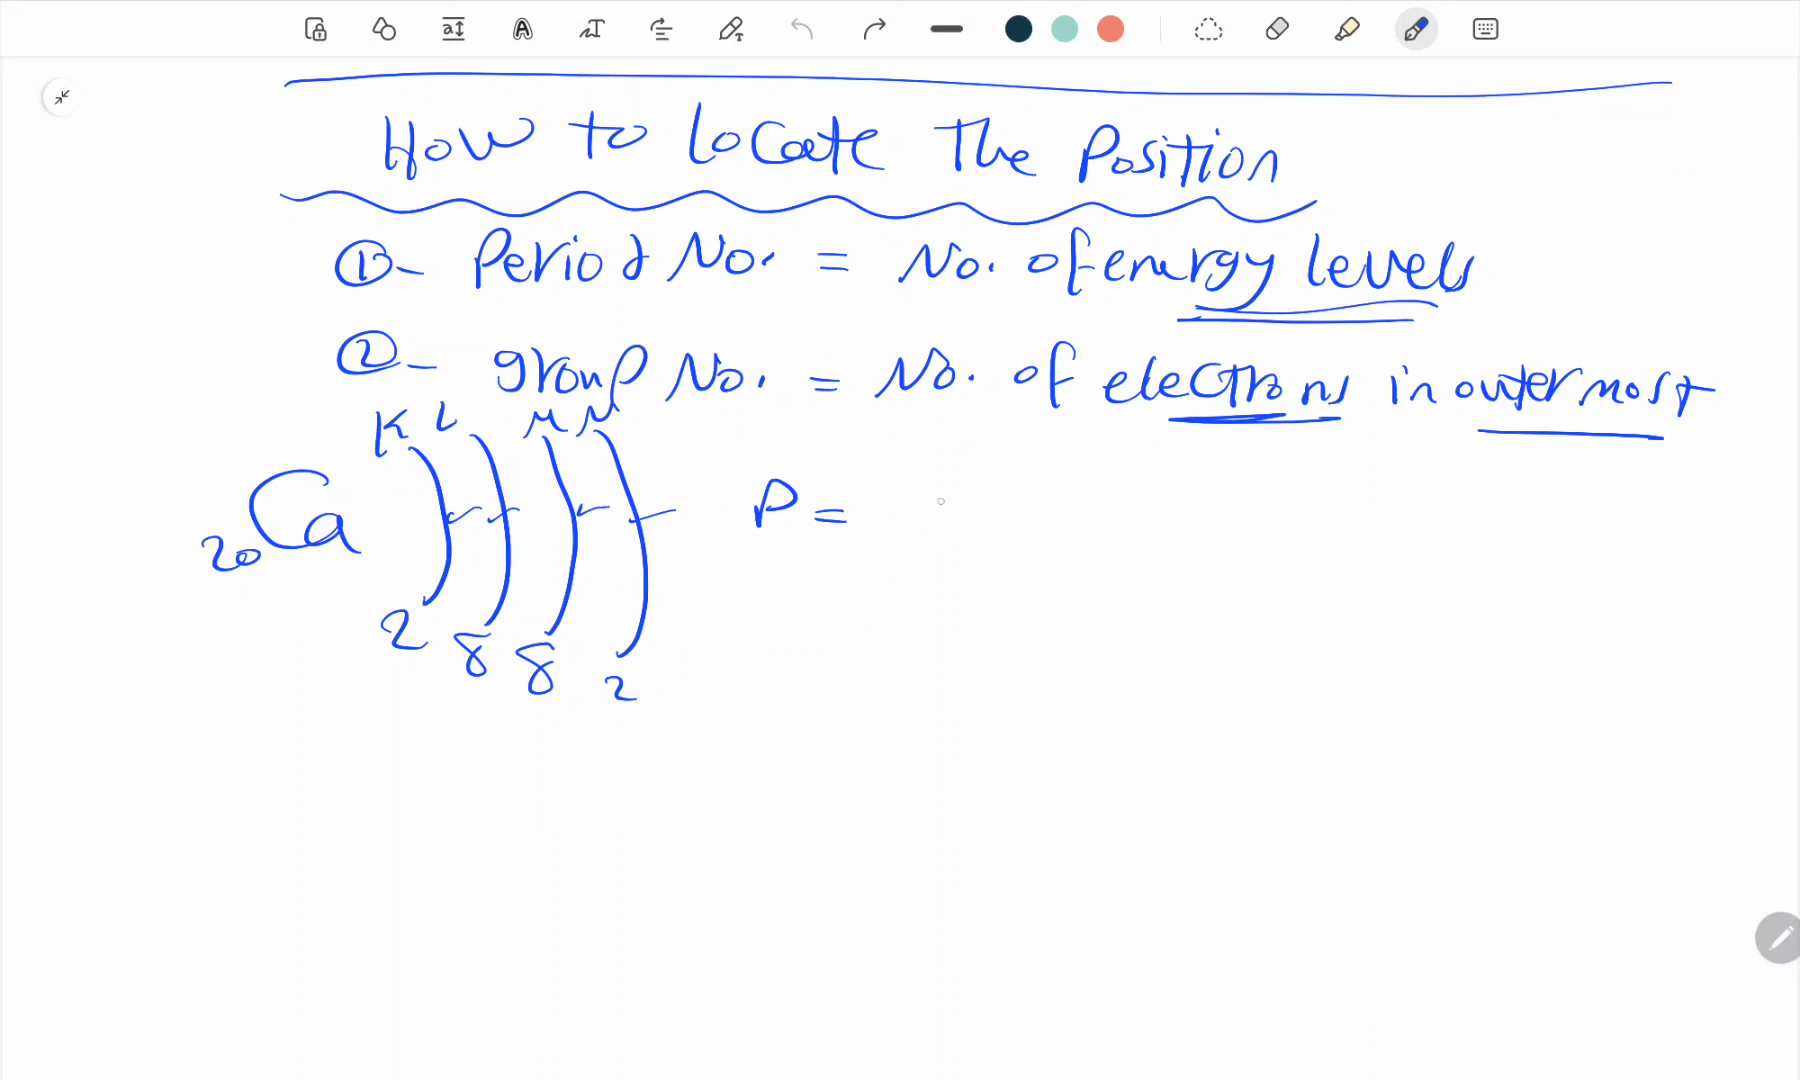 How to Locate The Position
① - Period No. = No. of energy levels
② - group No. = No. of electrons in outermost
K L M N
20Ca P =
2 8 8 2